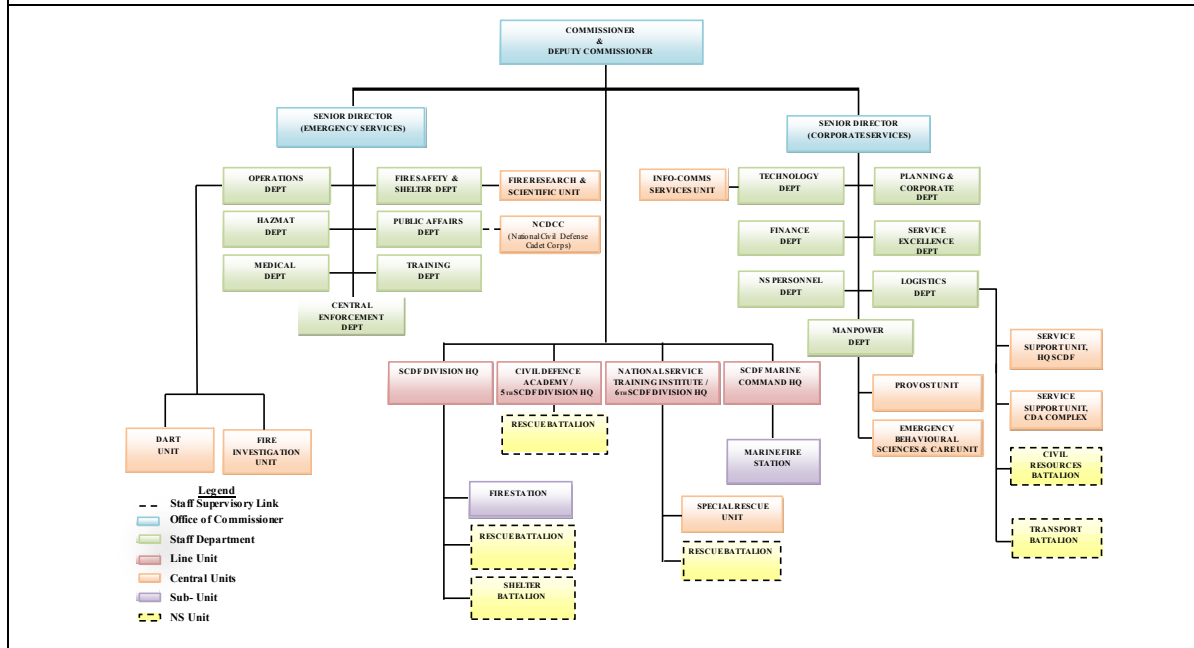 COMMISSIONER
&
DEPUTY COMMISSIONER
SENIOR DIRECTOR
(EMERGENCY SERVICES)
SENIOR DIRECTOR
(CORPORATE SERVICES)
OPERATIONS
DEPT
FIRE SAFETY &
SHELTER DEPT
FIRE RESEARCH &
SCIENTIFIC UNIT
HAZMAT
DEPT
PUBLIC AFFAIRS
DEPT
NCDCC
(National Civil Defense
Cadet Corps)
MEDICAL
DEPT
TRAINING
DEPT
CENTRAL
ENFORCEMENT
DEPT
INFO-COMMS
SERVICES UNIT
TECHNOLOGY
DEPT
PLANNING &
CORPORATE
DEPT
FINANCE
DEPT
SERVICE
EXCELLENCE
DEPT
NS PERSONNEL
DEPT
LOGISTICS
DEPT
MANPOWER
DEPT
SERVICE
SUPPORT UNIT,
HQ SCDF
PROVOST UNIT
SERVICE
SUPPORT UNIT,
CDA COMPLEX
EMERGENCY
BEHAVIOURAL
SCIENCES & CARE UNIT
CIVIL
RESOURCES
BATTALION
TRANSPORT
BATTALION
SCDF DIVISION HQ
CIVIL DEFENCE
ACADEMY /
5TH SCDF DIVISION HQ
NATIONAL SERVICE
TRAINING INSTITUTE /
6TH SCDF DIVISION HQ
SCDF MARINE
COMMAND HQ
RESCUE BATTALION
MARINE FIRE
STATION
FIRE STATION
SPECIAL RESCUE
UNIT
RESCUE BATTALION
RESCUE BATTALION
SHELTER
BATTALION
DART
UNIT
FIRE
INVESTIGATION
UNIT
Legend
Staff Supervisory Link
Office of Commissioner
Staff Department
Line Unit
Central Units
Sub- Unit
NS Unit